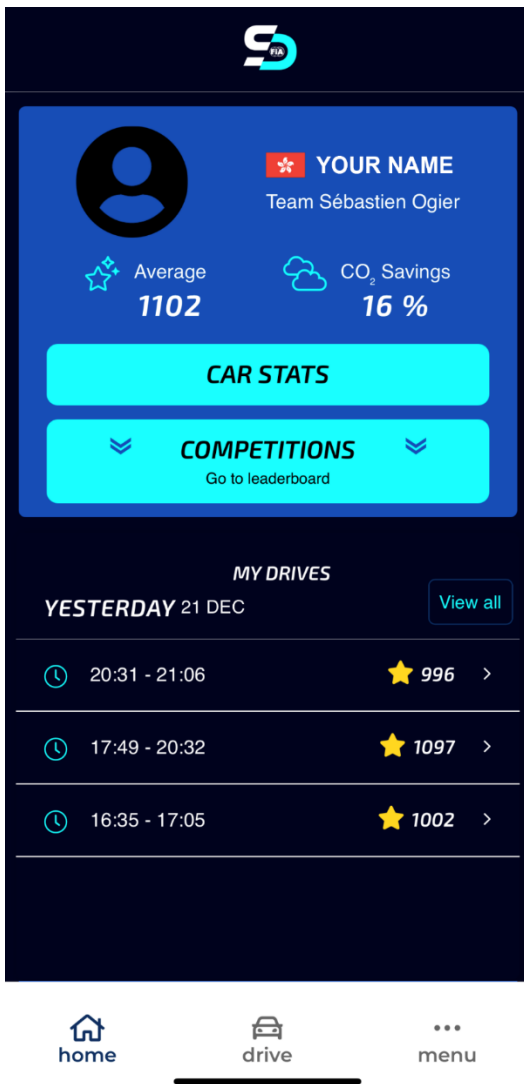 FIA
YOUR NAME
Team Sébastien Ogier
Average
1102
CO₂ Savings
16 %
CAR STATS
COMPETITIONS
Go to leaderboard
MY DRIVES
YESTERDAY 21 DEC
View all
20:31 - 21:06 996
17:49 - 20:32 1097
16:35 - 17:05 1002
home
drive
menu